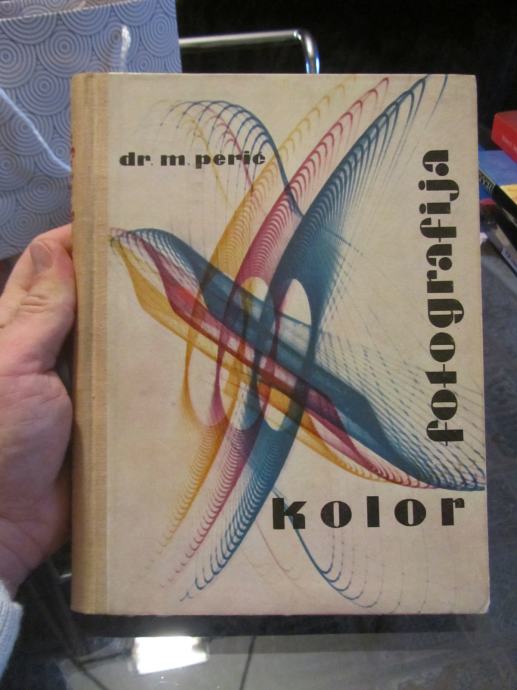 dr. m. perić
fotografija
kolor